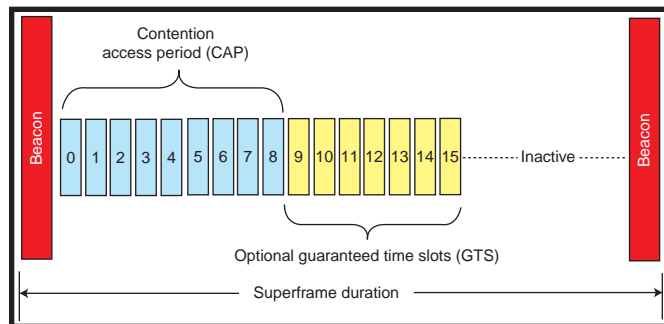 Contention
access period (CAP)
Beacon
0 1 2 3 4 5 6 7 8 9 10 11 12 13 14 15
Inactive
Beacon
Optional guaranteed time slots (GTS)
Superframe duration